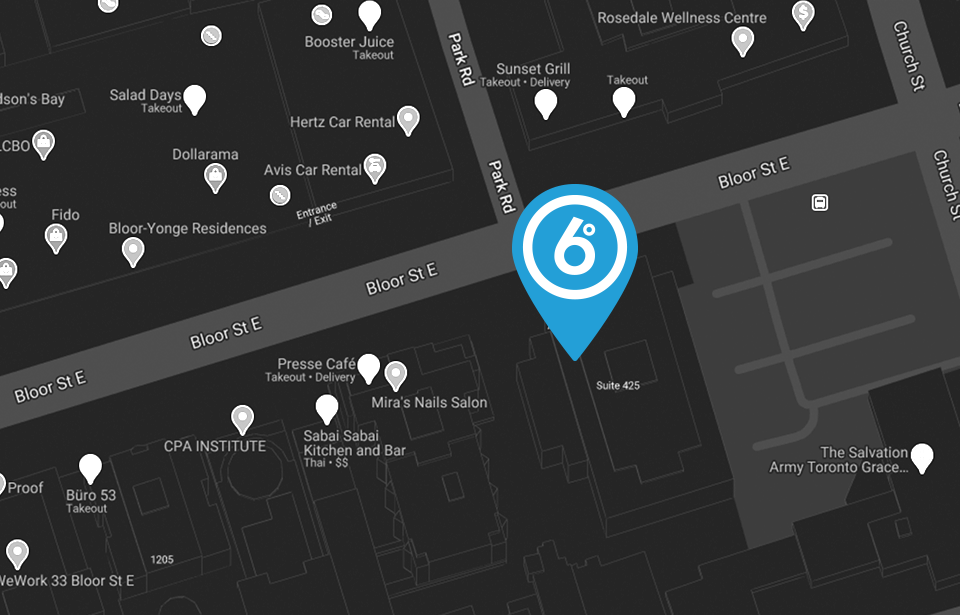 Rosedale Wellness Centre
Booster Juice
Takeout
Park Rd
Church St
Sunset Grill
Takeout • Delivery
Takeout
Salad Days
Takeout
dson's Bay
Hertz Car Rental
LCBO
Dollarama
Avis Car Rental
Park Rd
Bloor St E
Church St
Entrance
/ Exit
Fido
Bloor-Yonge Residences
6°
Bloor St E
Bloor St E
Bloor St E
Presse Café
Takeout • Delivery
Mira's Nails Salon
Suite 425
CPA INSTITUTE
Sabai Sabai
Kitchen and Bar
Thai • $$
The Salvation
Army Toronto Grace...
Proof
Büro 53
Takeout
1205
WeWork 33 Bloor St E